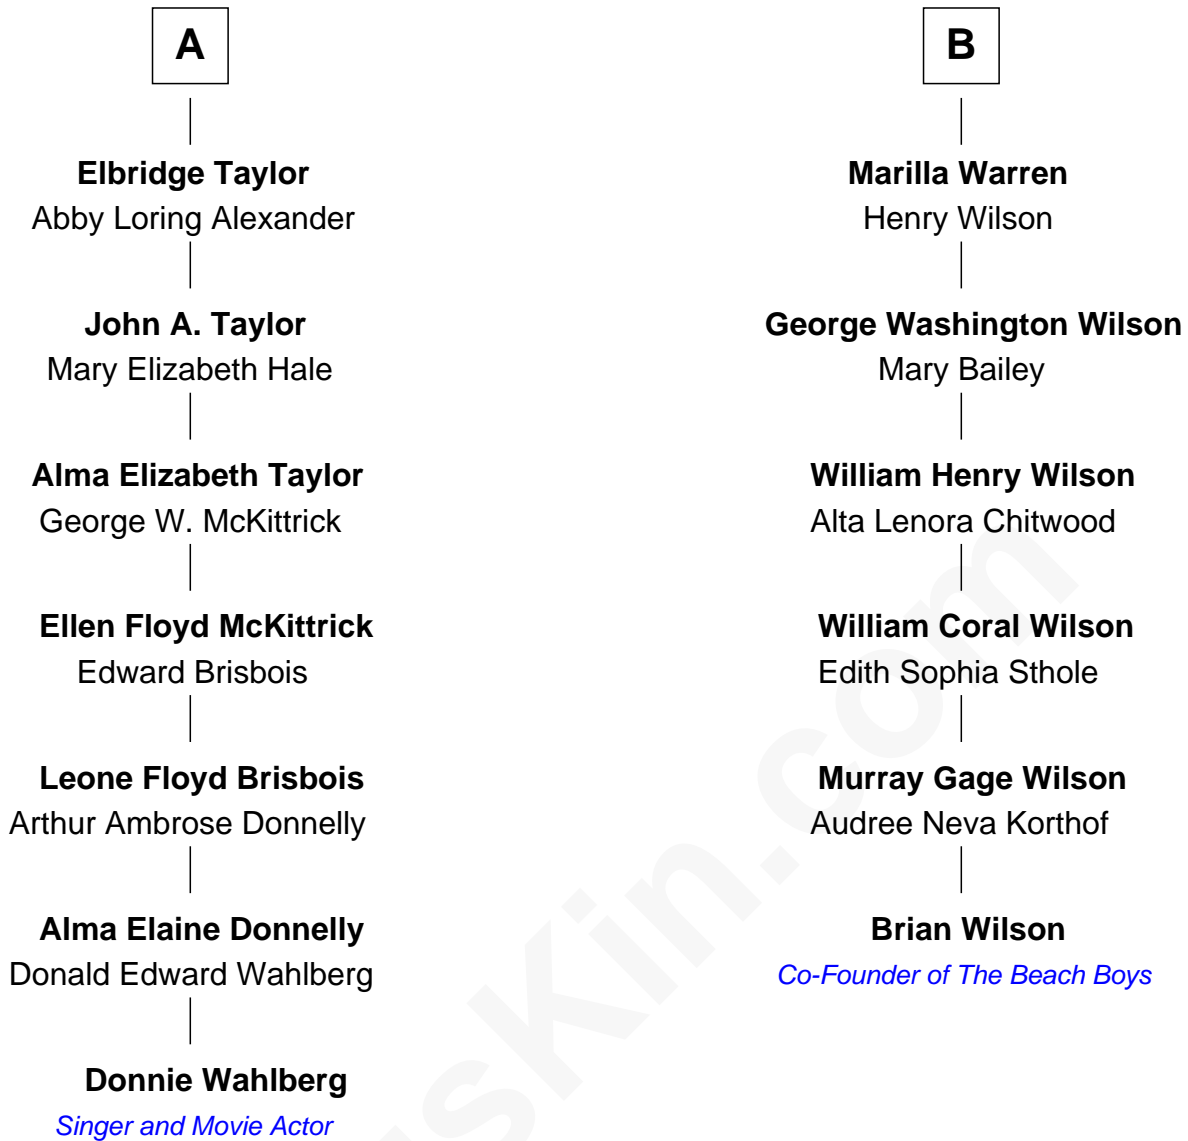 A
Elbridge Taylor
Abby Loring Alexander
John A. Taylor
Mary Elizabeth Hale
Alma Elizabeth Taylor
George W. McKittrick
Ellen Floyd McKittrick
Edward Brisbois
Leone Floyd Brisbois
Arthur Ambrose Donnelly
Alma Elaine Donnelly
Donald Edward Wahlberg
Donnie Wahlberg
Singer and Movie Actor
B
Marilla Warren
Henry Wilson
George Washington Wilson
Mary Bailey
William Henry Wilson
Alta Lenora Chitwood
William Coral Wilson
Edith Sophia Sthole
Murray Gage Wilson
Audree Neva Korthof
Brian Wilson
Co-Founder of The Beach Boys
sKin.com